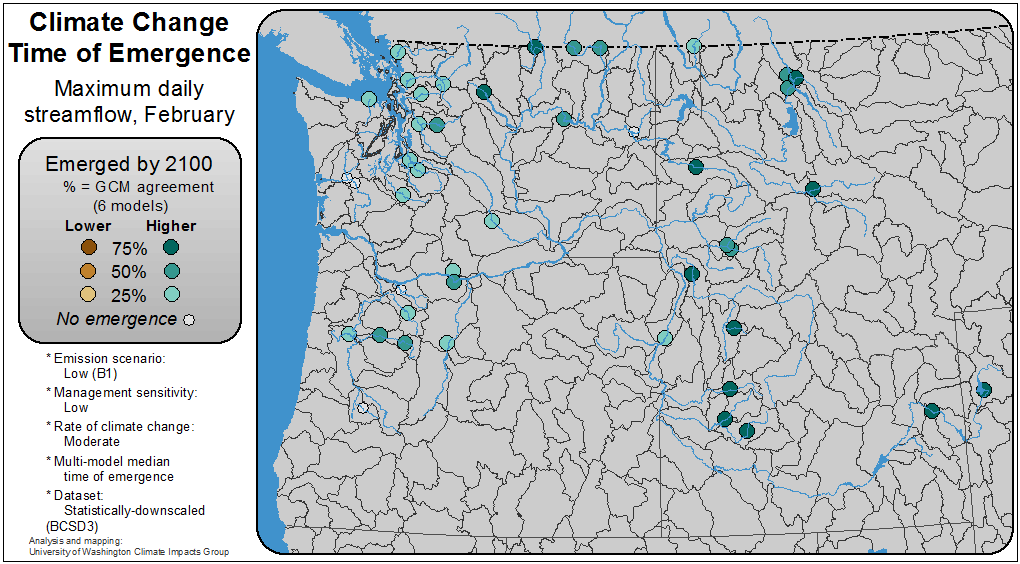 Climate Change
Time of Emergence
Maximum daily
streamflow, February
Emerged by 2100
% = GCM agreement
(6 models)
Lower Higher
75%
50%
25%
No emergence
* Emission scenario:
Low (B1)
* Management sensitivity:
Low
* Rate of climate change:
Moderate
* Multi-model median
time of emergence
* Dataset:
Statistically-downscaled
(BCSD3)
Analysis and mapping:
University of Washington Climate Impacts Group